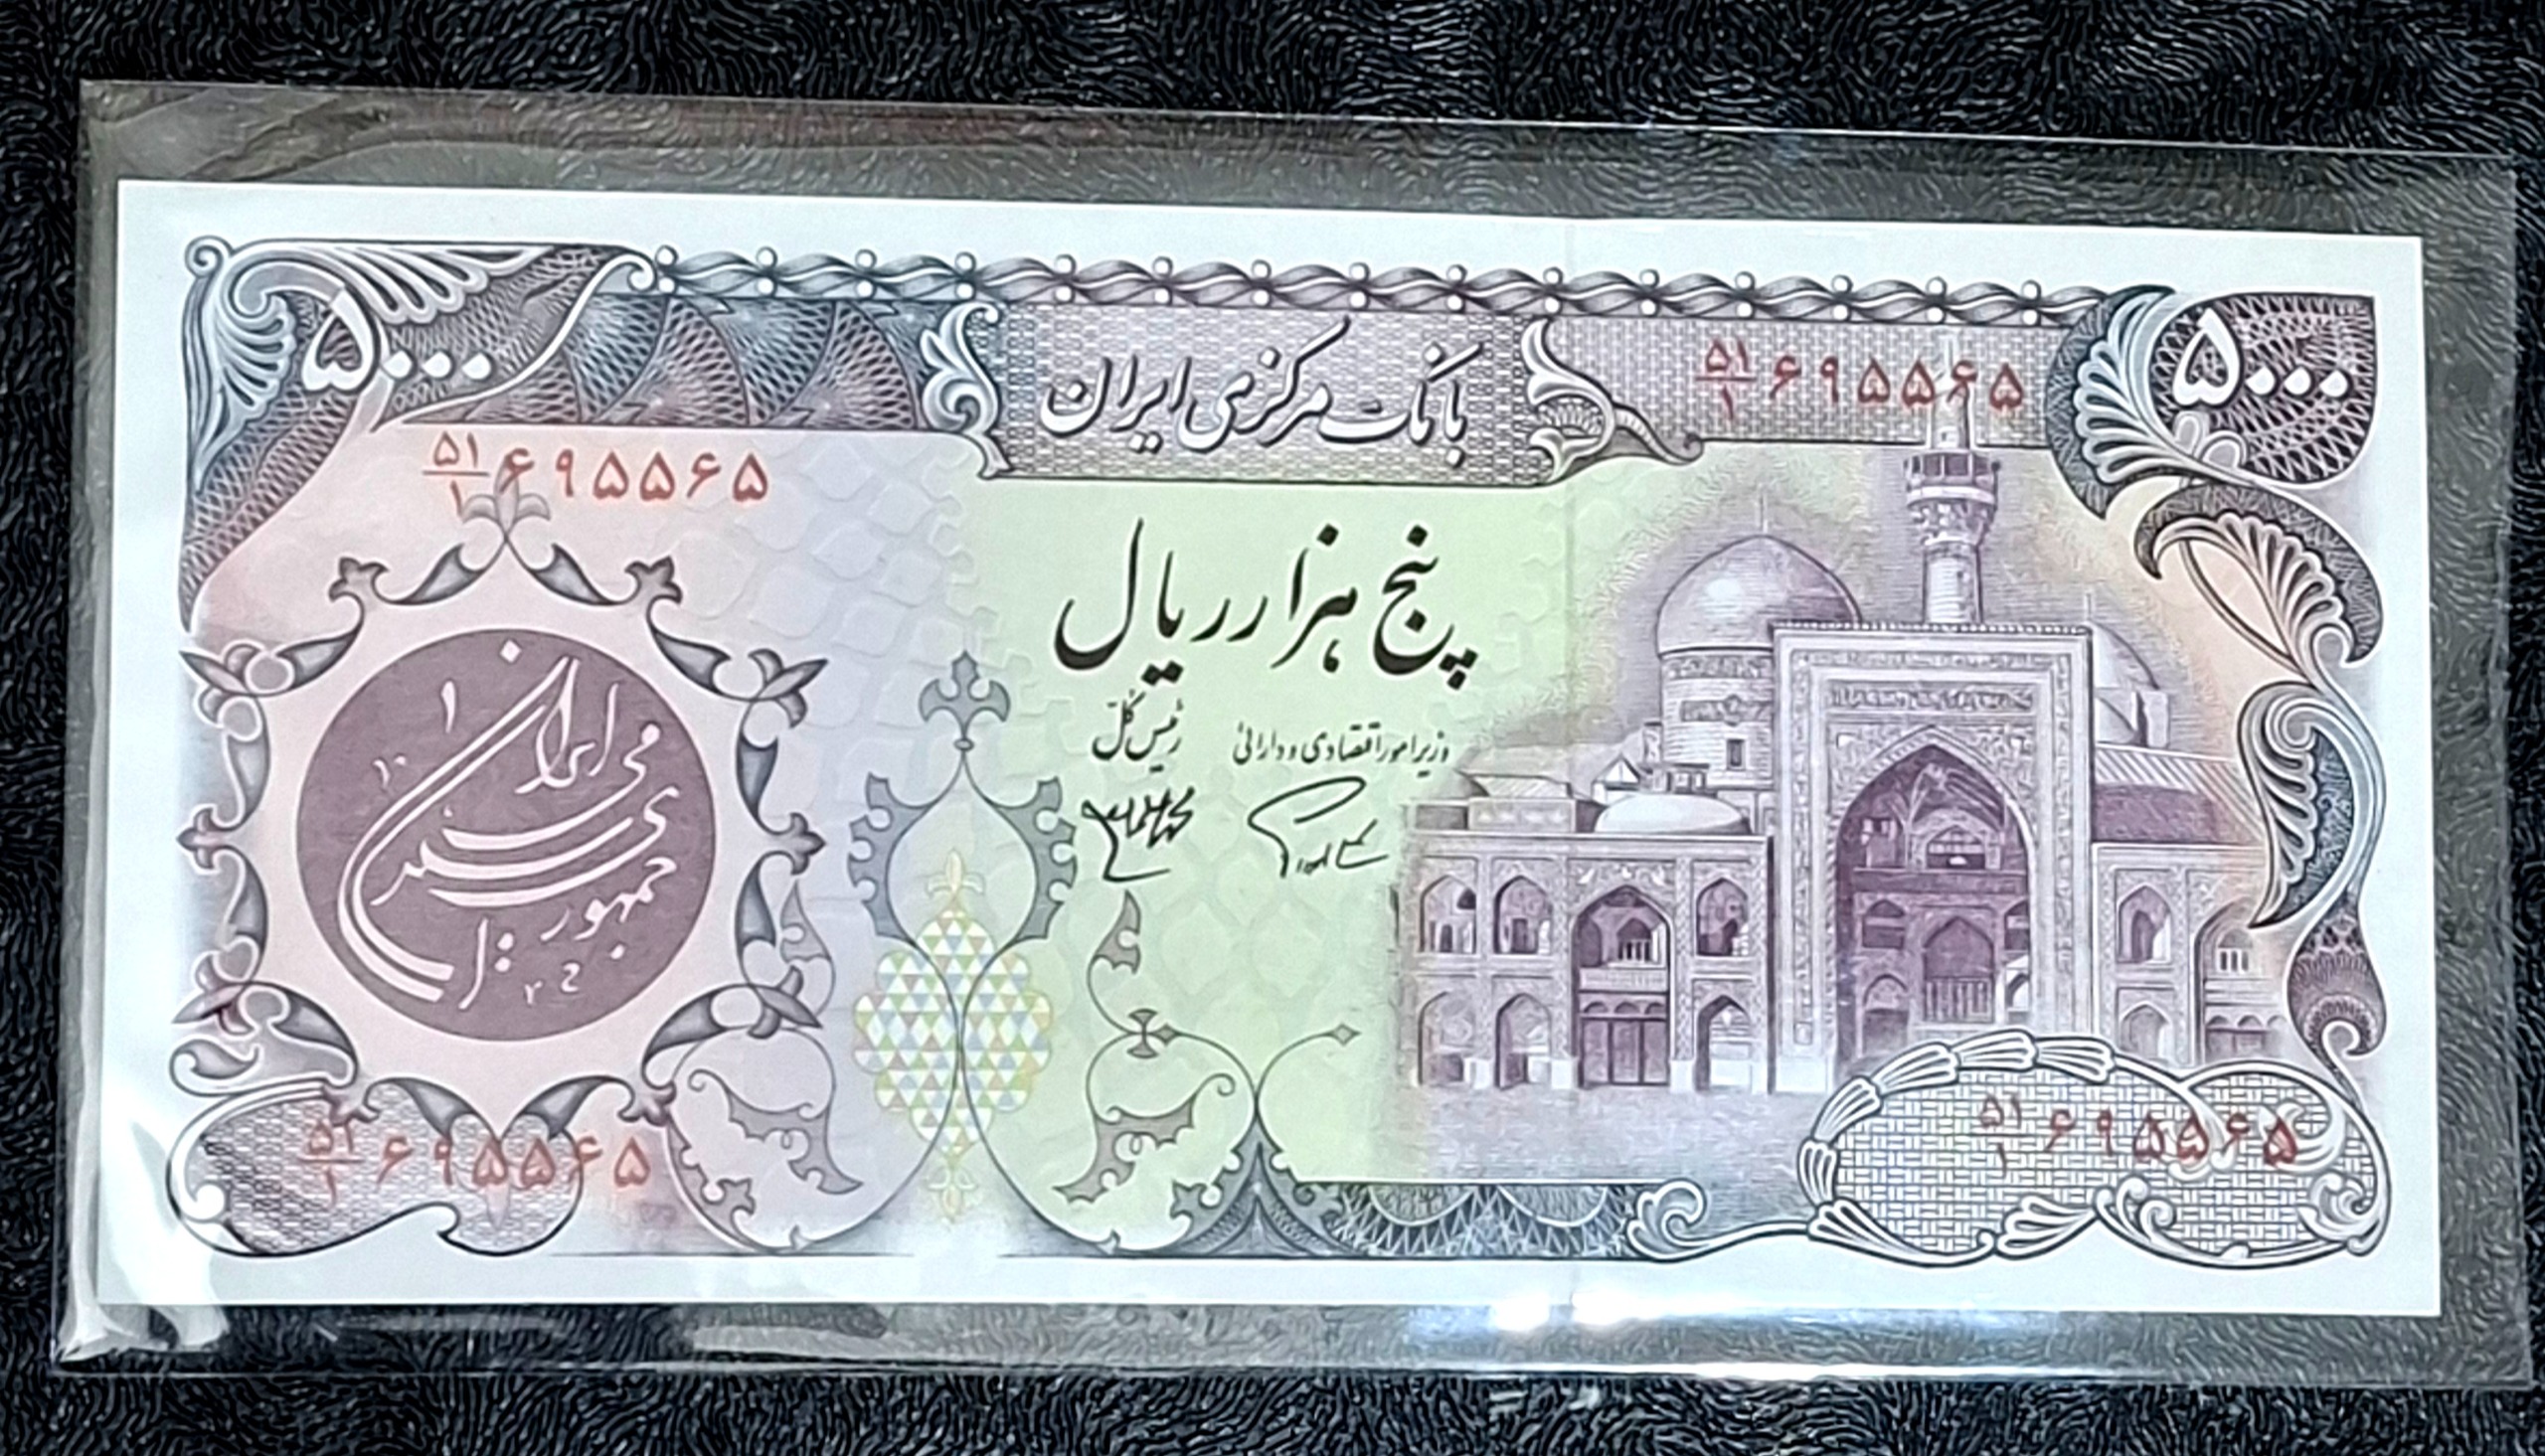 ۵۰۰۰
بانک مرکزی ایران
۵۱/۱ ۶۹۵۵۶۵
۵۰۰۰
۵۱/۱ ۶۹۵۵۶۵
پنج هزار ریال
رئیس کل
وزیر امور اقتصادی و دارائی
جمهوری اسلامی ایران
۵۱/۱ ۶۹۵۵۶۵
۵۱/۱ ۶۹۵۵۶۵